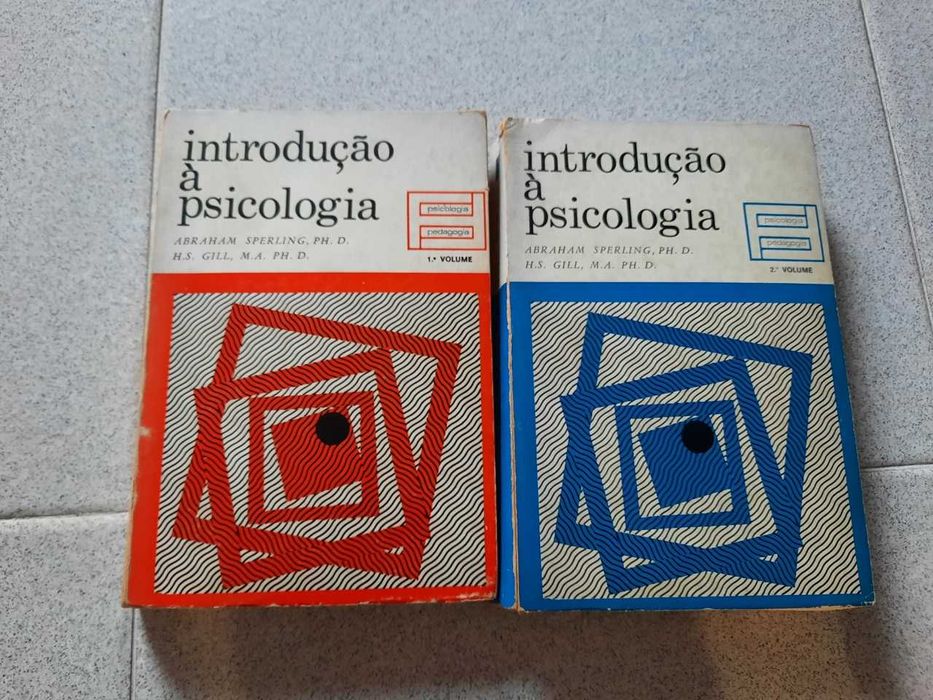 introdução
à
psicologia
ABRAHAM SPERLING, PH. D.
H.S. GILL, M.A. PH. D.
psicologia
pedagogia
1.º VOLUME
introdução
à
psicologia
ABRAHAM SPERLING, PH. D.
H.S. GILL, M.A. PH. D.
psicologia
pedagogia
2.º VOLUME